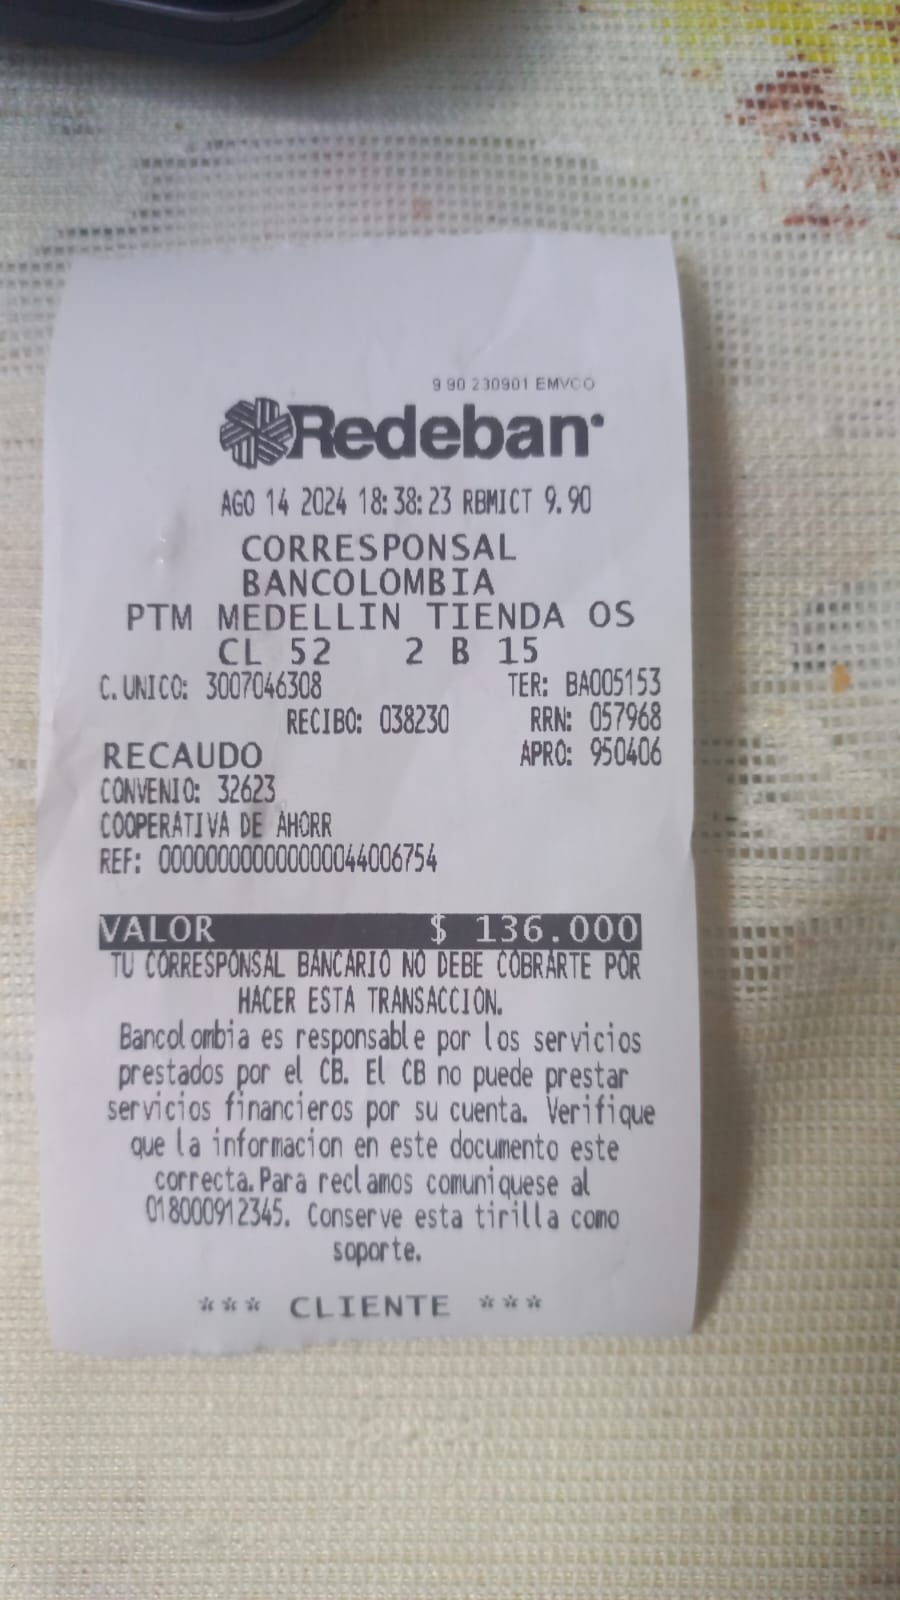 9 90 230901 EMVCO
Redeban
AGO 14 2024 18:38:23 RBMICT 9.90
CORRESPONSAL
BANCOLOMBIA
PTM MEDELLIN TIENDA OS
CL 52 2 B 15
C. UNICO: 3007046308 TER: BA005153
RECIBO: 038230 RRN: 057968
RECAUDO APRO: 950406
CONVENIO: 32623
COOPERATIVA DE AHORR
REF: 000000000000000044006754
VALOR $ 136.000
TU CORRESPONSAL BANCARIO NO DEBE COBRARTE POR
HACER ESTA TRANSACCION.
Bancolombia es responsable por los servicios
prestados por el CB. El CB no puede prestar
servicios financieros por su cuenta. Verifique
que la informacion en este documento este
correcta.Para reclamos comuniquese al
018000912345. Conserve esta tirilla como
soporte.
*** CLIENTE ***